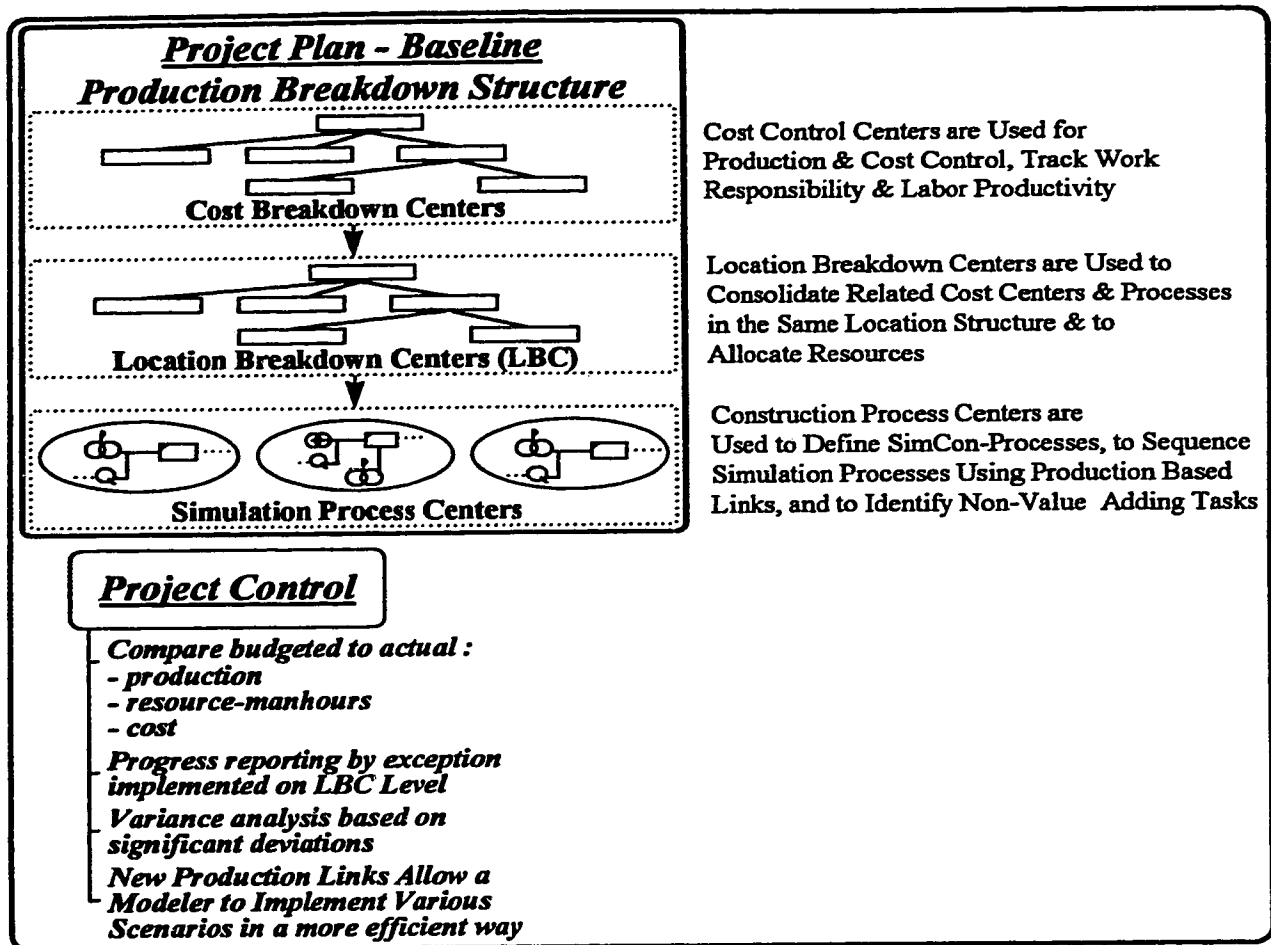 Project Plan - Baseline
Production Breakdown Structure
Cost Breakdown Centers
Cost Control Centers are Used for
Production & Cost Control, Track Work
Responsibility & Labor Productivity
Location Breakdown Centers (LBC)
Location Breakdown Centers are Used to
Consolidate Related Cost Centers & Processes
in the Same Location Structure & to
Allocate Resources
Simulation Process Centers
Construction Process Centers are
Used to Define SimCon-Processes, to Sequence
Simulation Processes Using Production Based
Links, and to Identify Non-Value Adding Tasks
Project Control
Compare budgeted to actual :
- production
- resource-manhours
- cost
Progress reporting by exception
implemented on LBC Level
Variance analysis based on
significant deviations
New Production Links Allow a
Modeler to Implement Various
Scenarios in a more efficient way